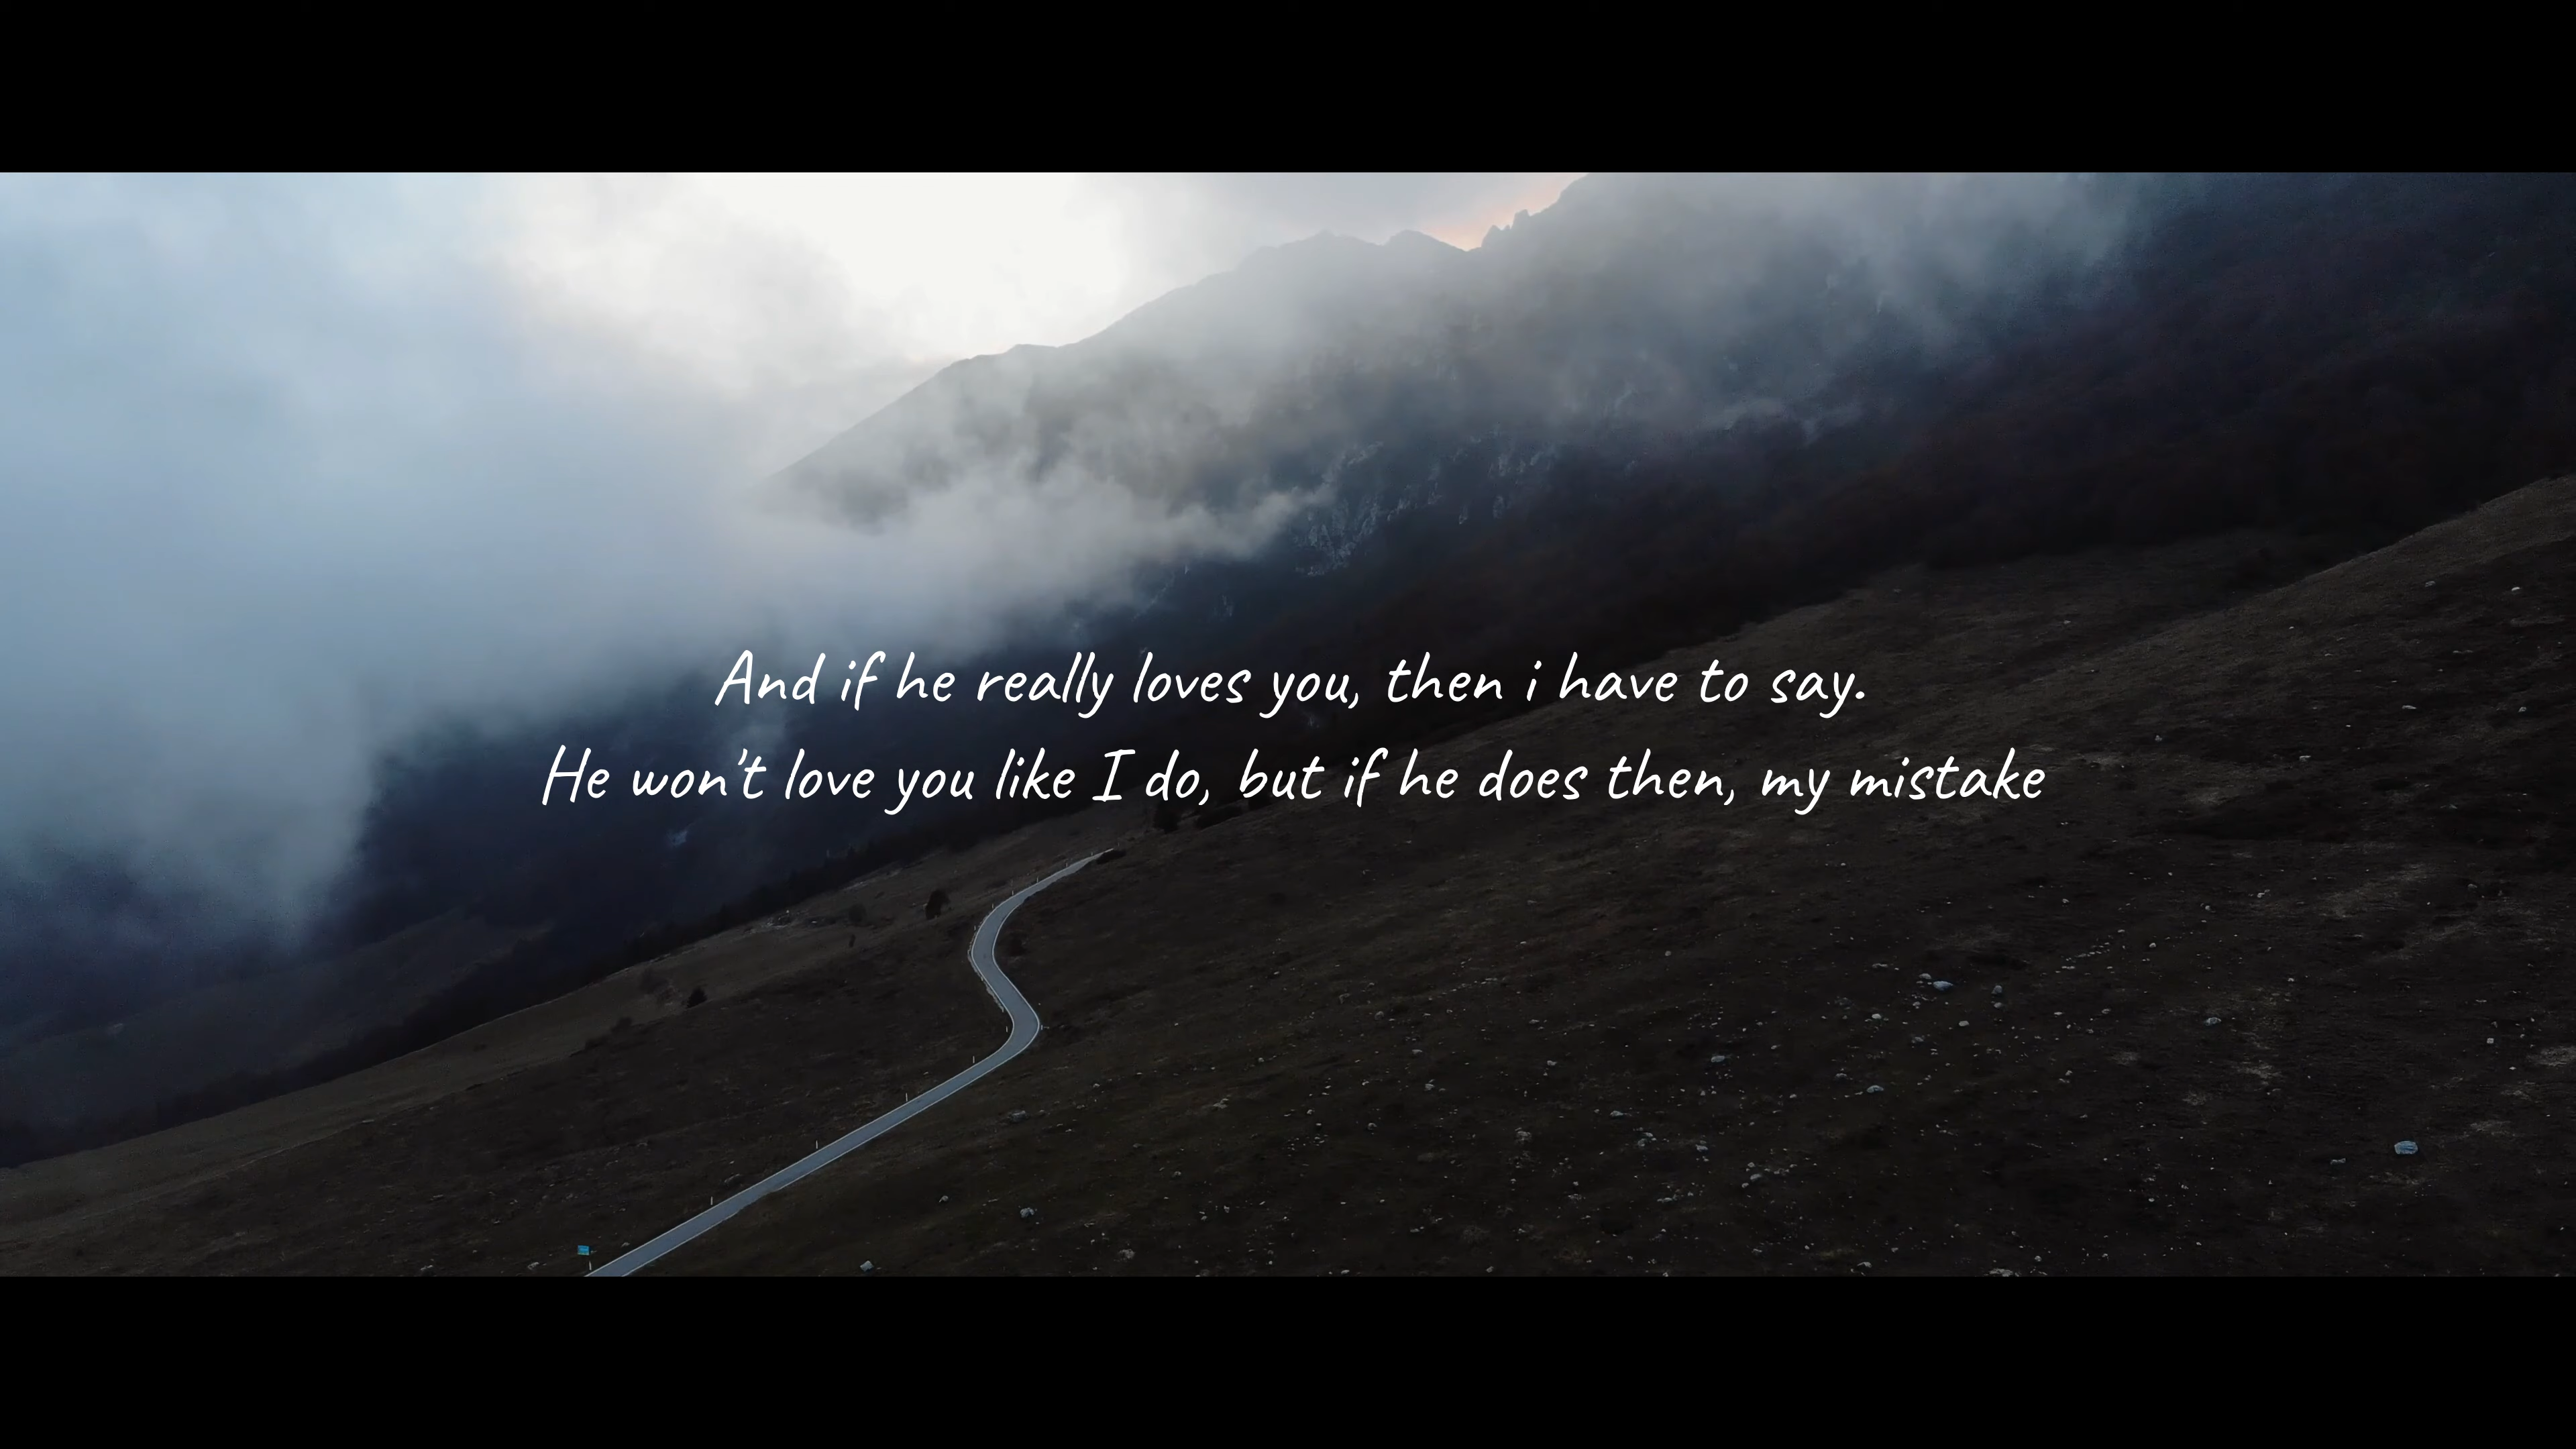 And if he really loves you, then i have to say.
He won't love you like I do, but if he does then, my mistake